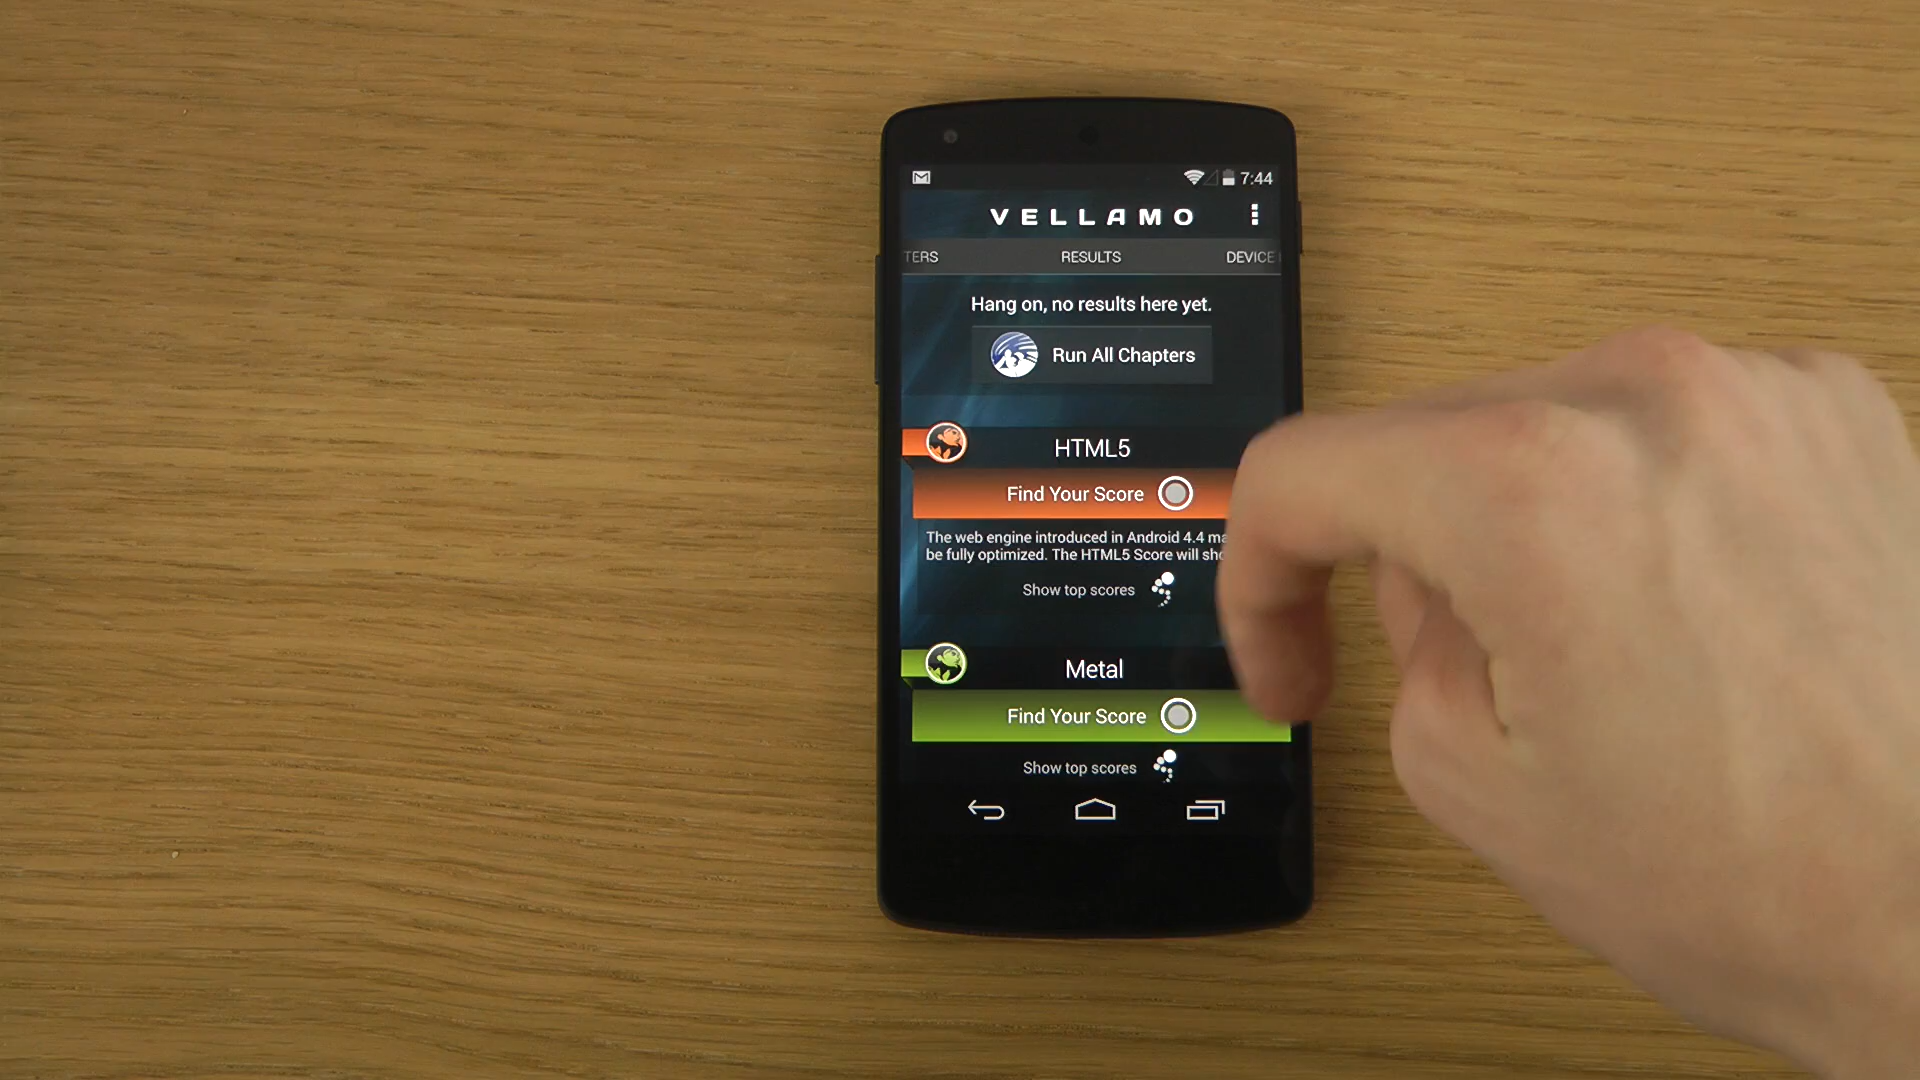 7:44
VELLAMO
TERS RESULTS DEVICE
Hang on, no results here yet.
Run All Chapters
HTML5
Find Your Score
The web engine introduced in Android 4.4
be fully optimized. The HTML5 Score will
Show top scores
Metal
Find Your Score
Show top scores